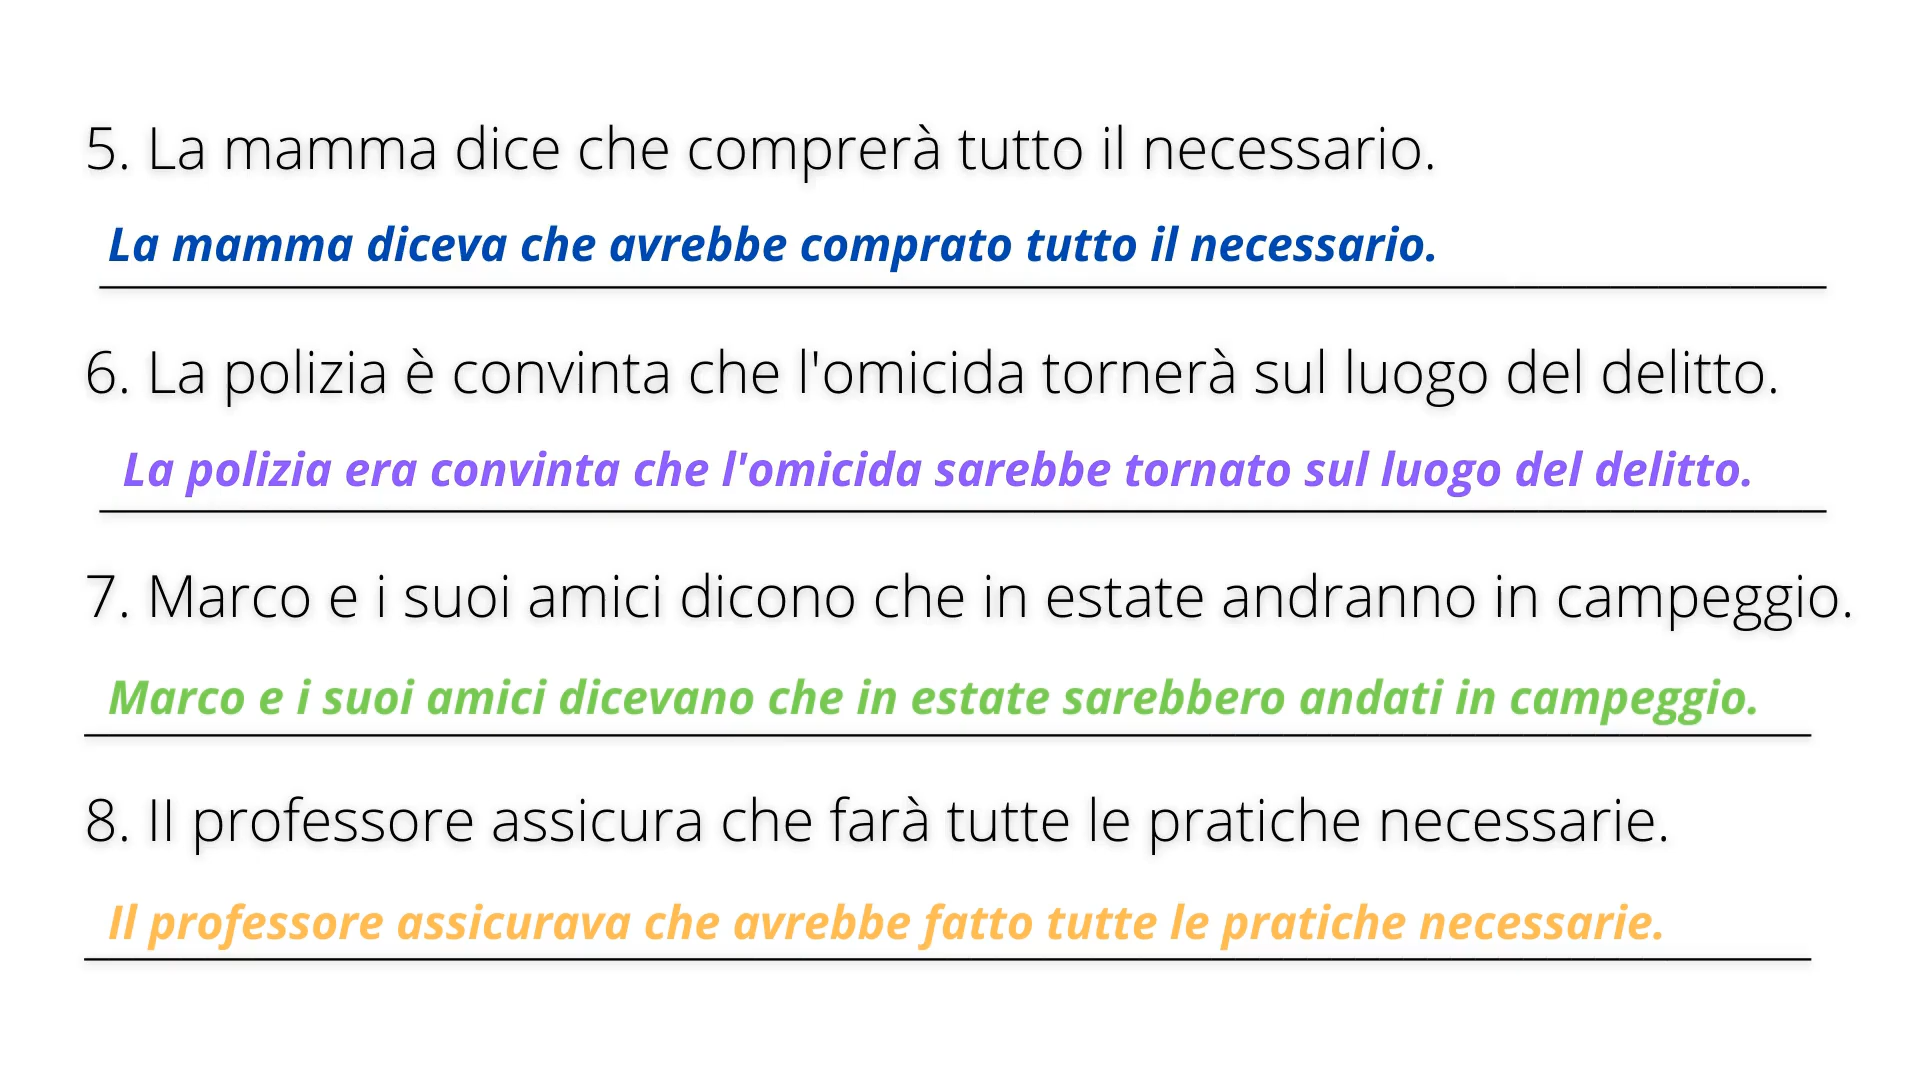 5. La mamma dice che comprerà tutto il necessario.
La mamma diceva che avrebbe comprato tutto il necessario.
6. La polizia è convinta che l'omicida tornerà sul luogo del delitto.
La polizia era convinta che l'omicida sarebbe tornato sul luogo del delitto.
7. Marco e i suoi amici dicono che in estate andranno in campeggio.
Marco e i suoi amici dicevano che in estate sarebbero andati in campeggio.
8. Il professore assicura che farà tutte le pratiche necessarie.
Il professore assicurava che avrebbe fatto tutte le pratiche necessarie.